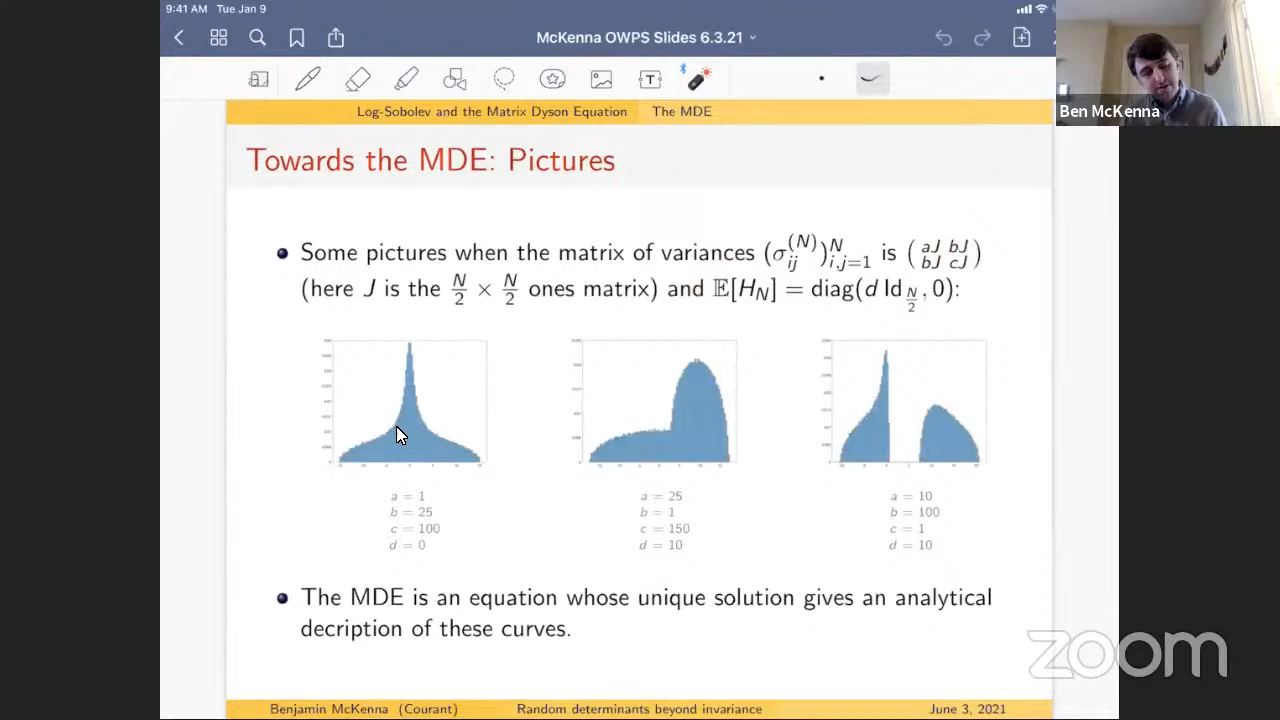 9:41 AM Tue Jan 9
McKenna OWPS Slides 6.3.21
T
Ben McKenna
Log-Sobolev and the Matrix Dyson Equation The MDE
Towards the MDE: Pictures
Some pictures when the matrix of variances (σ_{ij}^{(N)})_{i,j=1}^{N} is (aJ bJ
bJ cJ)
(here J is the N/2 × N/2 ones matrix) and 𝔼[H_N] = diag(d Id_{N/2}, 0):
a = 1
b = 25
c = 100
d = 0
a = 25
b = 1
c = 150
d = 10
a = 10
b = 100
c = 1
d = 10
The MDE is an equation whose unique solution gives an analytical
decription of these curves.
zoom
Benjamin McKenna (Courant) Random determinants beyond invariance June 3, 2021